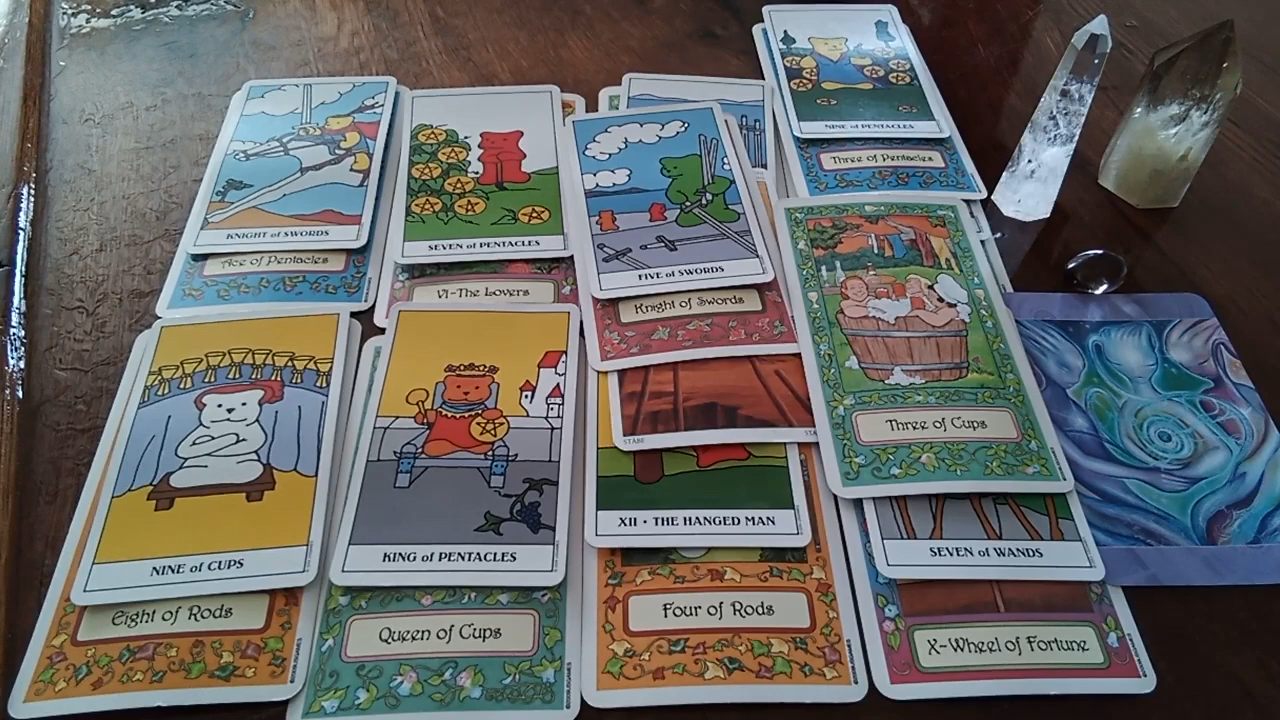 NINE of PENTACLES
Three of Pentacles
KNIGHT of SWORDS
Ace of Pentacles
SEVEN of PENTACLES
VI-The Lovers
FIVE of SWORDS
Knight of Swords
STÄBE
Three of Cups
NINE of CUPS
Eight of Rods
KING of PENTACLES
Queen of Cups
XII • THE HANGED MAN
Four of Rods
SEVEN of WANDS
X-Wheel of Fortune